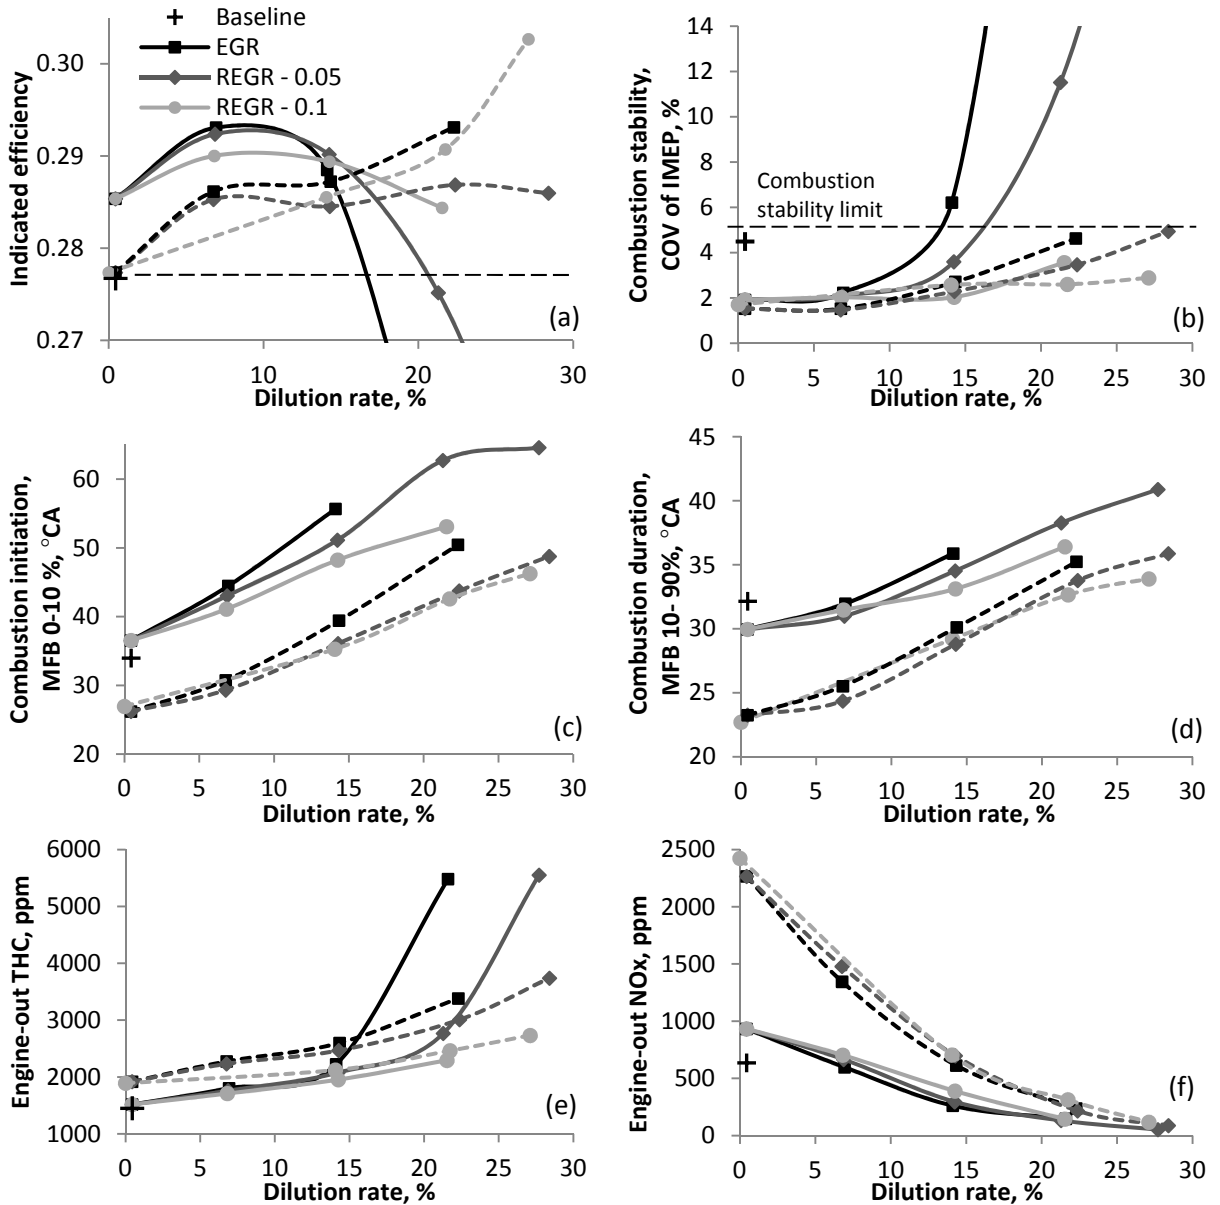 Baseline
EGR
REGR - 0.05
REGR - 0.1
Indicated efficiency
0.30
0.29
0.28
0.27
0 10 20 30
Dilution rate, %
(a)
Combustion stability,
COV of IMEP, %
14
12
10
8
6
4
2
0
Combustion
stability limit
0 5 10 15 20 25 30
Dilution rate, %
(b)
Combustion initiation,
MFB 0-10 %, °CA
60
50
40
30
20
0 5 10 15 20 25 30
Dilution rate, %
(c)
Combustion duration,
MFB 10- 90%, °CA
45
40
35
30
25
20
0 5 10 15 20 25 30
Dilution rate, %
(d)
Engine-out THC, ppm
6000
5000
4000
3000
2000
1000
0 5 10 15 20 25 30
Dilution rate, %
(e)
Engine-out NOx, ppm
2500
2000
1500
1000
500
0
0 5 10 15 20 25 30
Dilution rate, %
(f)